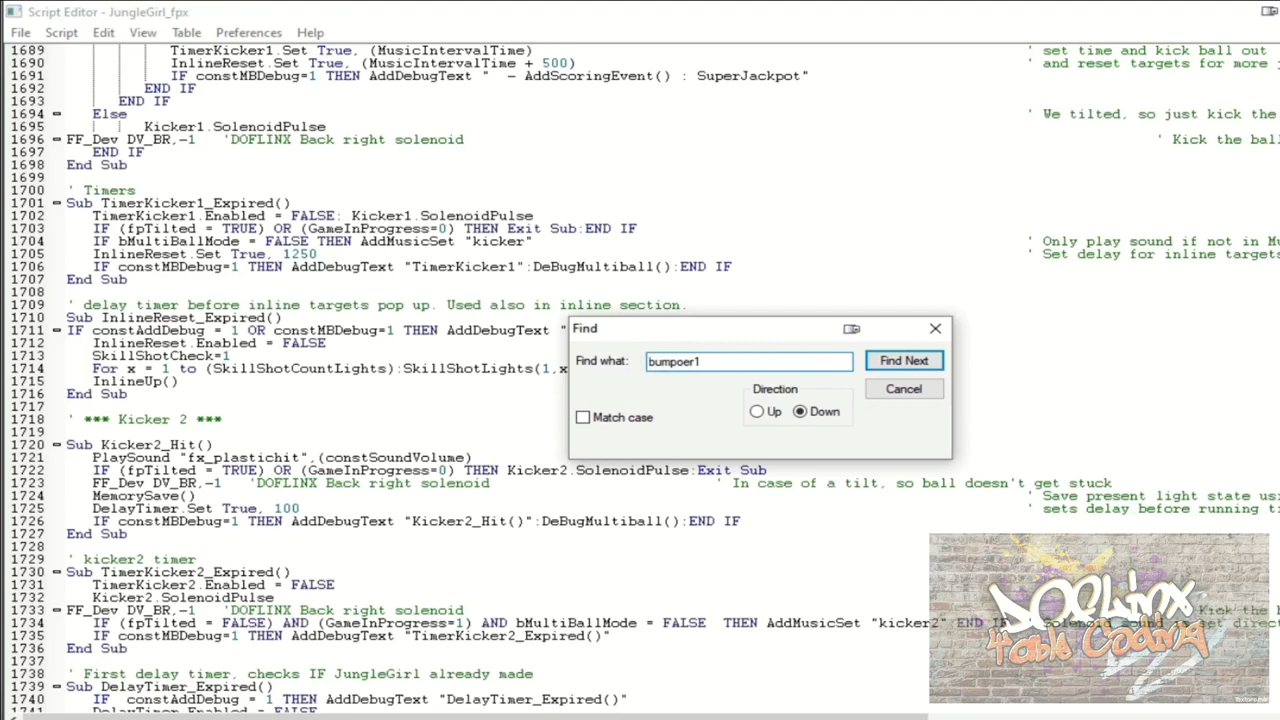 Script Editor - JungleGirl_fpx
File Script Edit View Table Preferences Help
1689 TimerKicker1.Set True, (MusicIntervalTime) ' set time and kick ball out
1690 InlineReset.Set True, (MusicIntervalTime + 500) ' and reset targets for more
1691 IF constMBDebug=1 THEN AddDebugText " - AddScoringEvent() : SuperJackpot"
1692 END IF
1693 END IF
1694 Else ' We tilted, so just kick the
1695 Kicker1.SolenoidPulse
1696 FF_Dev DV_BR,-1 'DOFLINX Back right solenoid ' Kick the bal
1697 END IF
1698 End Sub
1699
1700 ' Timers
1701 Sub TimerKicker1_Expired()
1702 TimerKicker1.Enabled = FALSE: Kicker1.SolenoidPulse
1703 IF (fpTilted = TRUE) OR (GameInProgress=0) THEN Exit Sub:END IF
1704 IF bMultiBallMode = FALSE THEN AddMusicSet "kicker" ' Only play sound if not in Mu
1705 InlineReset.Set True, 1250 ' Set delay for inline targets
1706 IF constMBDebug=1 THEN AddDebugText "TimerKicker1":DeBugMultiball():END IF
1707 End Sub
1708
1709 ' delay timer before inline targets pop up. Used also in inline section.
1710 Sub InlineReset_Expired()
1711 IF constAddDebug = 1 OR constMBDebug=1 THEN AddDebugText "
1712 InlineReset.Enabled = FALSE
1713 SkillShotCheck=1
1714 For x = 1 to (SkillShotCountLights):SkillShotLights(1,x
1715 InlineUp()
1716 End Sub
1717
1718 ' *** Kicker 2 ***
1719
1720 Sub Kicker2_Hit()
1721 PlaySound "fx_plastichit",(constSoundVolume)
1722 IF (fpTilted = TRUE) OR (GameInProgress=0) THEN Kicker2.SolenoidPulse:Exit Sub
1723 FF_Dev DV_BR,-1 'DOFLINX Back right solenoid ' In case of a tilt, so ball doesn't get stuck
1724 MemorySave() ' Save present light state usi
1725 DelayTimer.Set True, 100 ' sets delay before running ti
1726 IF constMBDebug=1 THEN AddDebugText "Kicker2_Hit()":DeBugMultiball():END IF
1727 End Sub
1728
1729 ' kicker2 timer
1730 Sub TimerKicker2_Expired()
1731 TimerKicker2.Enabled = FALSE
1732 Kicker2.SolenoidPulse
1733 FF_Dev DV_BR,-1 'DOFLINX Back right solenoid
1734 IF (fpTilted = FALSE) AND (GameInProgress=1) AND bMultiBallMode = FALSE THEN AddMusicSet "kicker2" END IF
1735 IF constMBDebug=1 THEN AddDebugText "TimerKicker2_Expired()"
1736 End Sub
1737
1738 ' First delay timer, checks IF JungleGirl already made
1739 Sub DelayTimer_Expired()
1740 IF constAddDebug = 1 THEN AddDebugText "DelayTimer_Expired()"
1741 DelayTimer.Enabled = FALSE
Find
Find what: bumpoer1 Find Next
Direction Cancel
Match case Up Down
DOFLinx
Table Coding